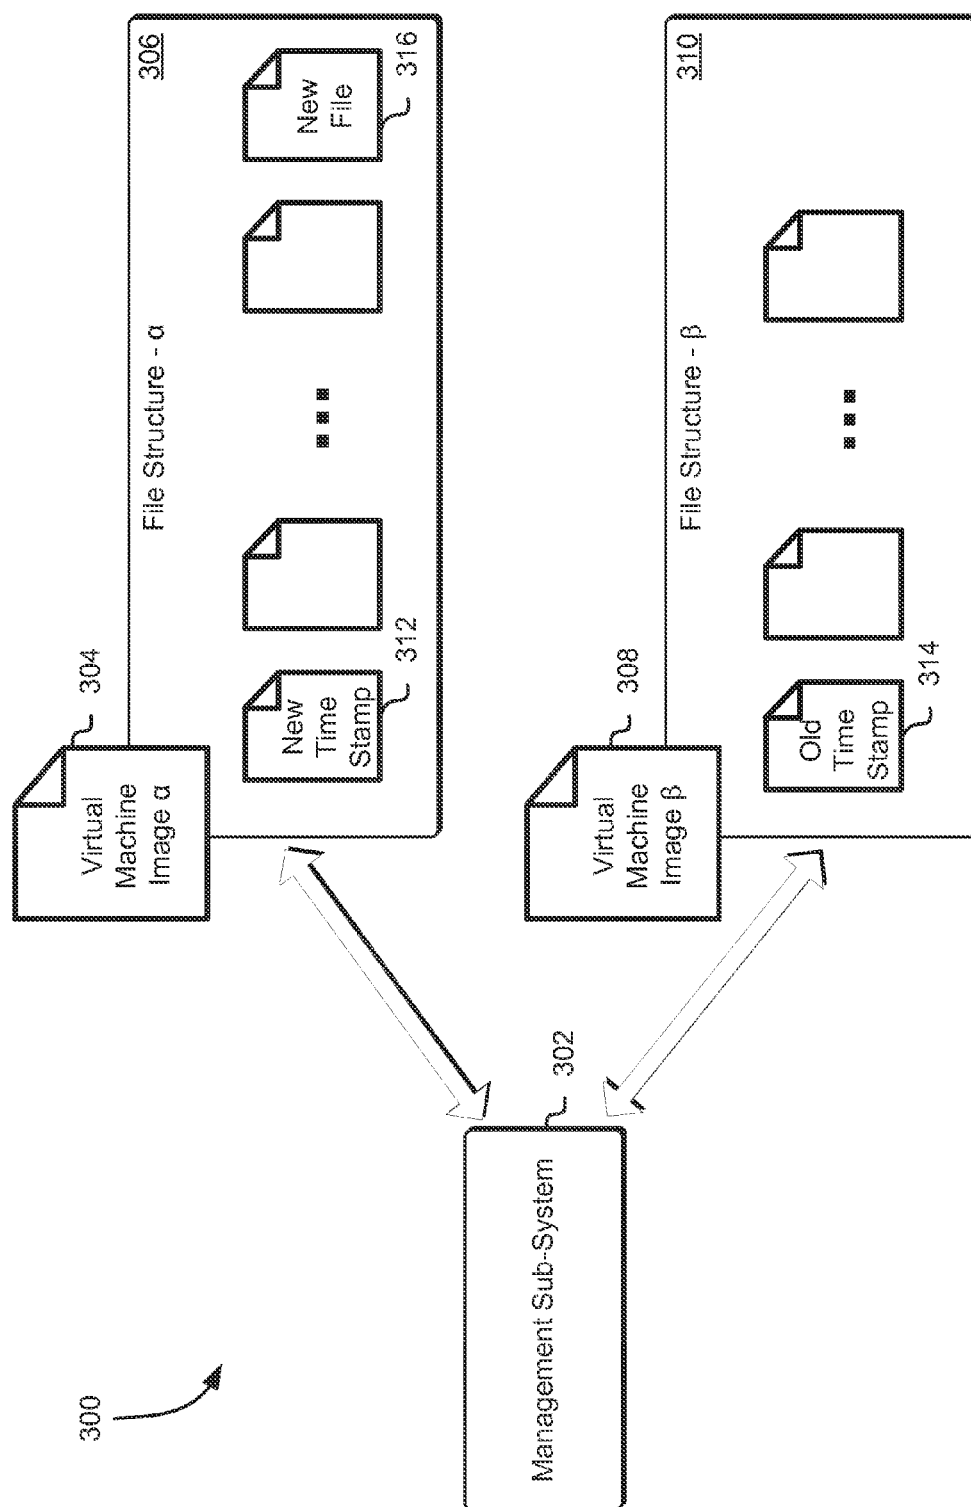 300
Management Sub-System
302
Virtual
Machine
Image α
304
File Structure - α
306
New
Time
Stamp
312
New
File
316
Virtual
Machine
Image β
308
File Structure - β
310
Old
Time
Stamp
314